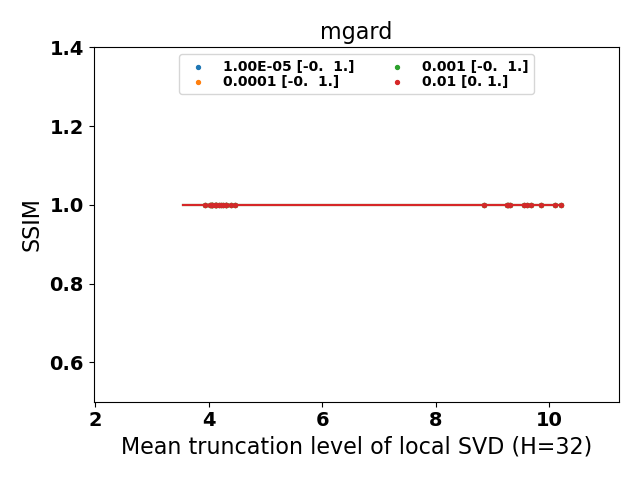 mgard
1.4
1.2
1.0
0.8
0.6
SSIM
1.00E-05 [-0.  1.]
0.0001 [-0.  1.]
0.001 [-0.  1.]
0.01 [0. 1.]
2
4
6
8
10
Mean truncation level of local SVD (H=32)